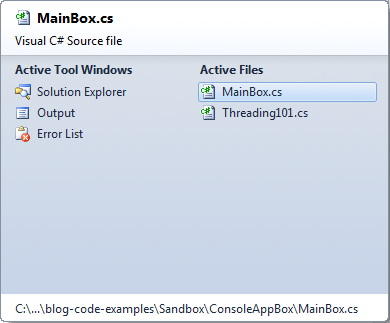 MainBox.cs
Visual C# Source file
Active Tool Windows
Solution Explorer
Output
Error List
Active Files
MainBox.cs
Threading101.cs
C:\...\blog-code-examples\Sandbox\ConsoleAppBox\MainBox.cs